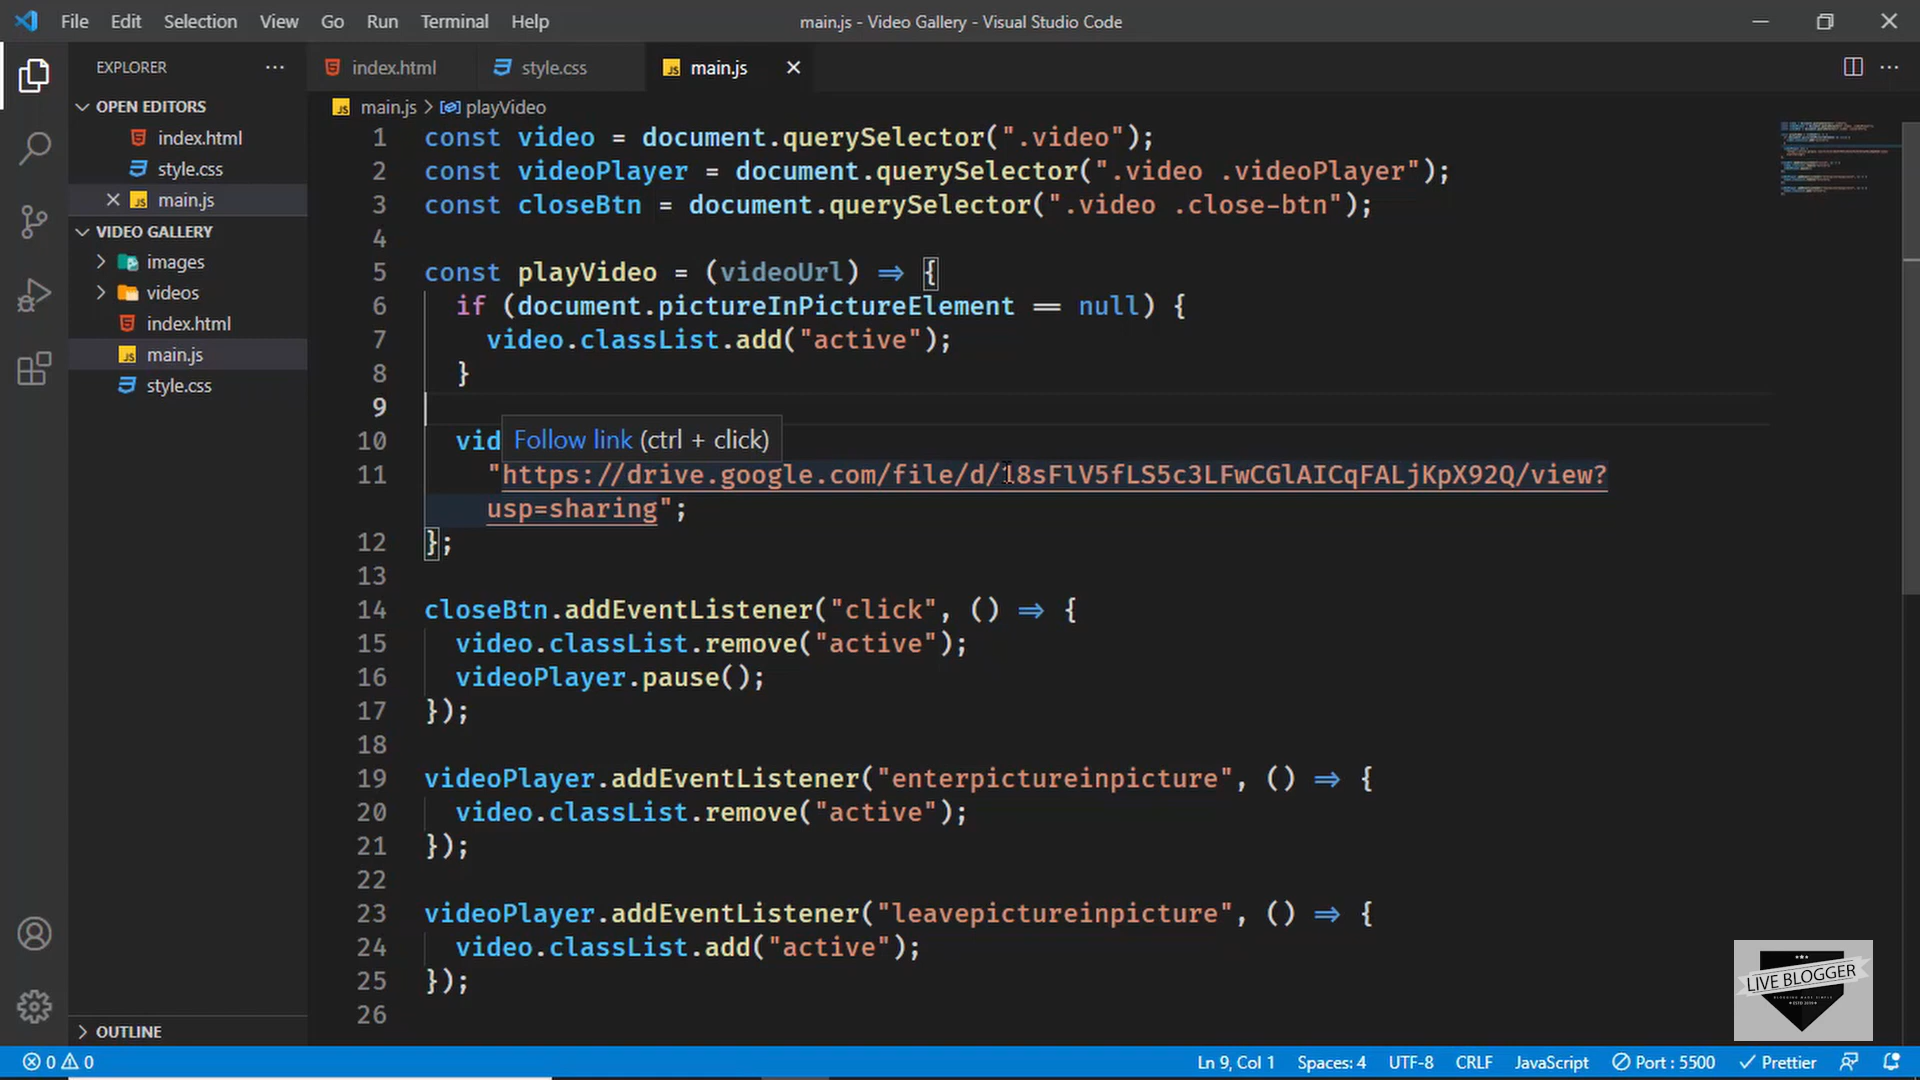 File Edit Selection View Go Run Terminal Help
main.js - Video Gallery - Visual Studio Code
EXPLORER
OPEN EDITORS
index.html
style.css
main.js
VIDEO GALLERY
images
videos
index.html
main.js
style.css
OUTLINE
index.html style.css main.js
main.js > playVideo
1 const video = document.querySelector(".video");
2 const videoPlayer = document.querySelector(".video .videoPlayer");
3 const closeBtn = document.querySelector(".video .close-btn");
4
5 const playVideo = (videoUrl) => {
6 if (document.pictureInPictureElement == null) {
7 video.classList.add("active");
8 }
9
Follow link (ctrl + click)
10 vid
11 "https://drive.google.com/file/d/18sFlV5fLS5c3LFwCGlAICqFALjKpX92Q/view?
usp=sharing";
12 };
13
14 closeBtn.addEventListener("click", () => {
15 video.classList.remove("active");
16 videoPlayer.pause();
17 });
18
19 videoPlayer.addEventListener("enterpictureinpicture", () => {
20 video.classList.remove("active");
21 });
22
23 videoPlayer.addEventListener("leavepictureinpicture", () => {
24 video.classList.add("active");
25 });
26
LIVE BLOGGER
0 0 Ln 9, Col 1 Spaces: 4 UTF-8 CRLF JavaScript Port : 5500 Prettier